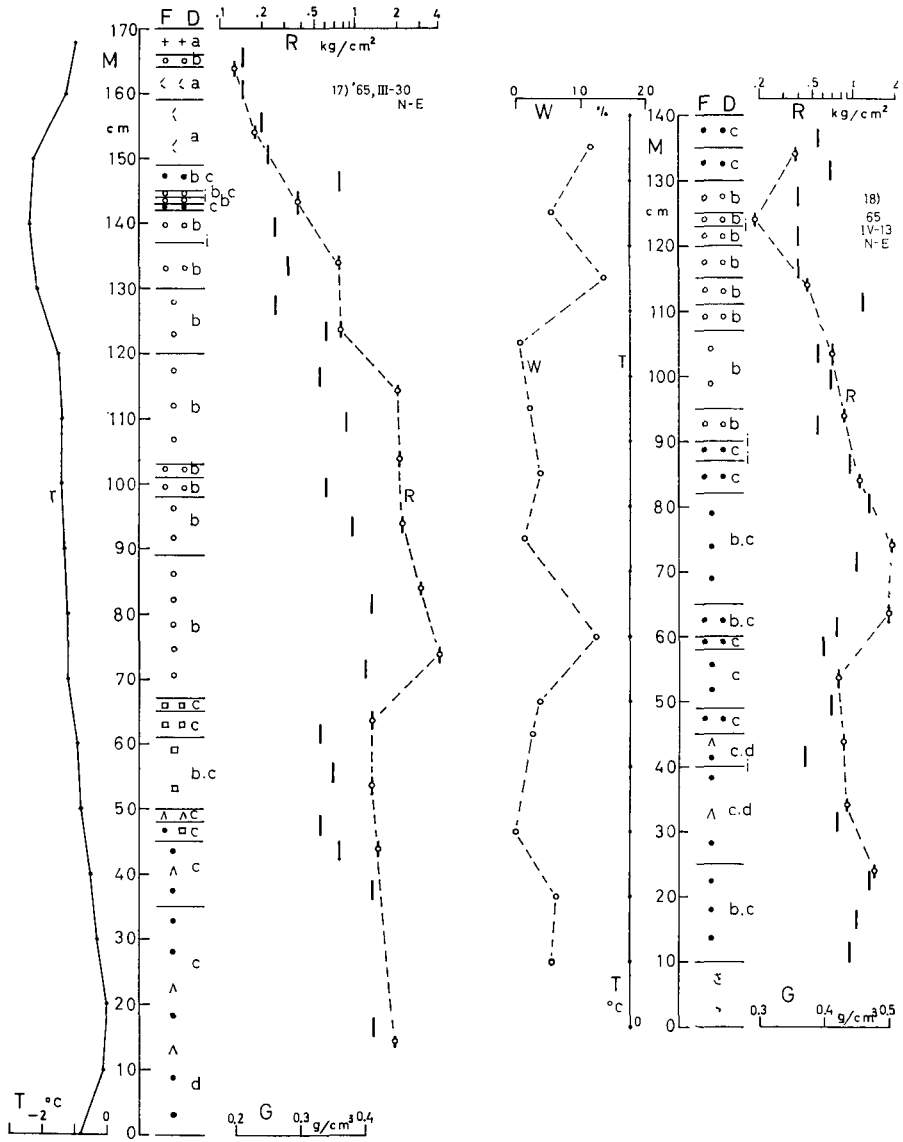 F D
.1 .2 .5 1 2 4
R kg/cm²
17) '65, III-30
N-E
M
cm
170
160
150
140
130
120
110
100
90
80
70
60
50
40
30
20
10
0
a
b
a
a
b c
i b, c
i b
c
b
i
b
b
b
b
b
b
b
c
c
b.c
c
c
c
c
d
T
R
T °C
-2 0
0.2 0.3 0.4
G g/cm³
0 10 20
W %
W
T
T
°C
0
F D
.2 .5 1 2 4
R kg/cm²
18)
65
IV-13
N-E
M
cm
140
130
120
110
100
90
80
70
60
50
40
30
20
10
0
c
c
b
b
i
b
b
b
b
b
b
i
c
i
c
b.c
b.c
c
c
c
c.d
i
c.d
b.c
R
G
0.3 0.4 0.5
g/cm³